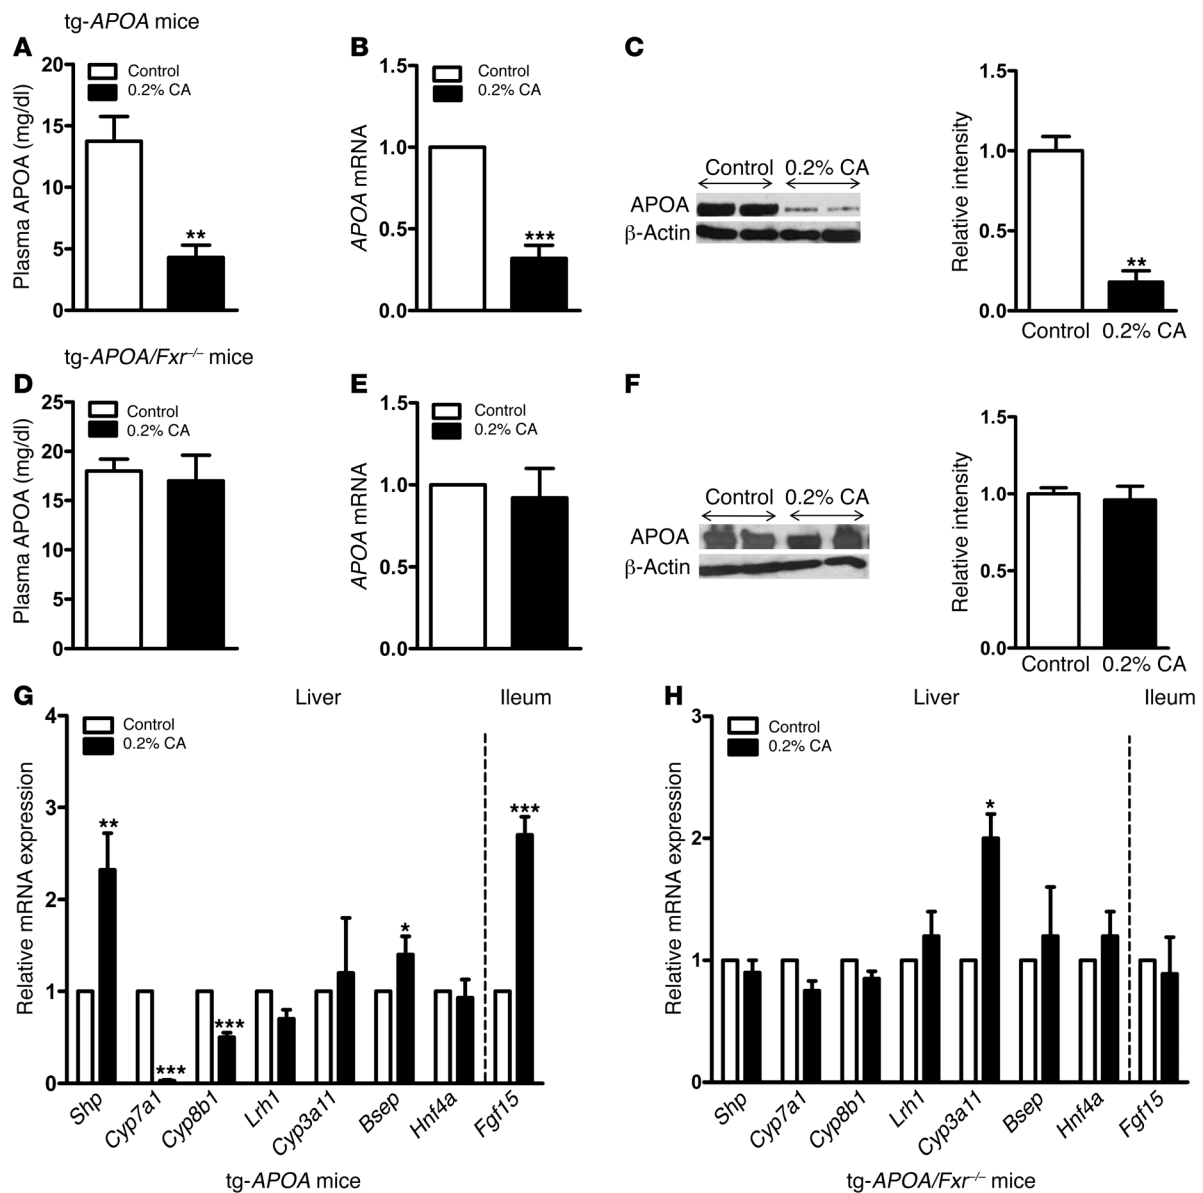 tg-APOA mice
A
Plasma APOA (mg/dl)
20
15
10
5
0
Control
0.2% CA
**
B
APOA mRNA
1.5
1.0
0.5
0.0
Control
0.2% CA
***
C
Control 0.2% CA
APOA
β-Actin
Relative intensity
1.5
1.0
0.5
0.0
**
Control 0.2% CA
tg-APOA/Fxr–/– mice
D
Plasma APOA (mg/dl)
25
20
15
10
5
0
Control
0.2% CA
E
APOA mRNA
1.5
1.0
0.5
0.0
Control
0.2% CA
F
Control 0.2% CA
APOA
β-Actin
Relative intensity
1.5
1.0
0.5
0.0
Control 0.2% CA
G
Liver Ileum
Relative mRNA expression
4
3
2
1
0
Control
0.2% CA
**
***
***
*
***
Shp Cyp7a1 Cyp8b1 Lrh1 Cyp3a11 Bsep Hnf4a Fgf15
tg-APOA mice
H
Liver Ileum
Relative mRNA expression
3
2
1
0
Control
0.2% CA
*
Shp Cyp7a1 Cyp8b1 Lrh1 Cyp3a11 Bsep Hnf4a Fgf15
tg-APOA/Fxr–/– mice